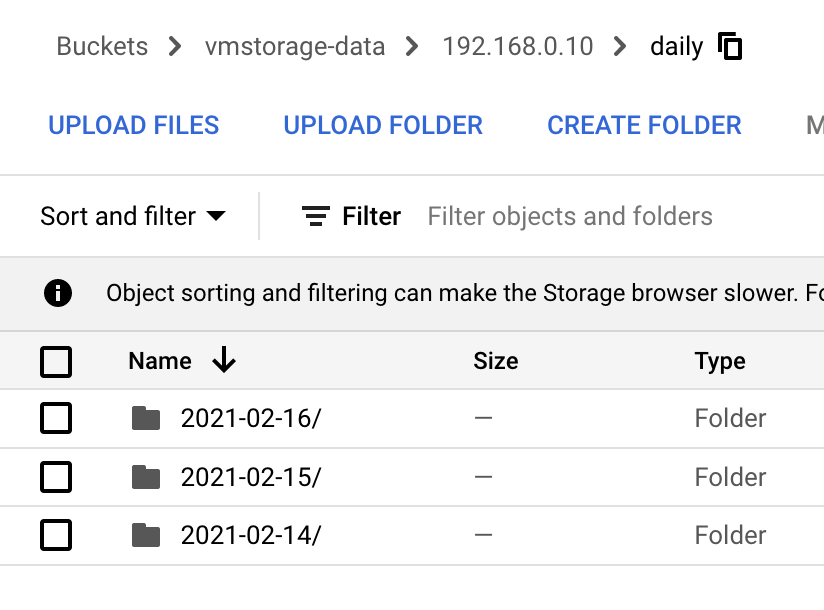 Buckets > vmstorage-data > 192.168.0.10 > daily
UPLOAD FILES UPLOAD FOLDER CREATE FOLDER M
Sort and filter Filter Filter objects and folders
Object sorting and filtering can make the Storage browser slower. Fo
Name ↓ Size Type
2021-02-16/ — Folder
2021-02-15/ — Folder
2021-02-14/ — Folder